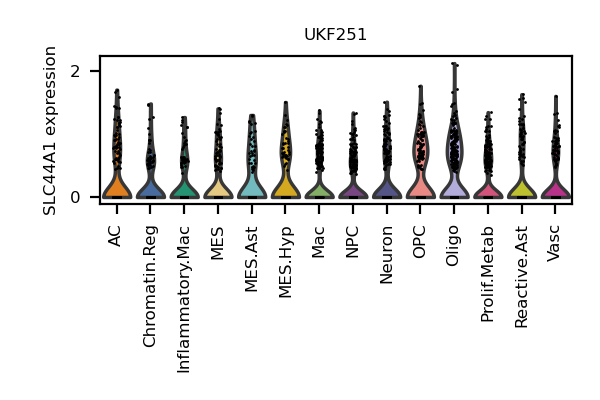 UKF251
SLC44A1 expression
2
0
AC
Chromatin.Reg
Inflammatory.Mac
MES
MES.Ast
MES.Hyp
Mac
NPC
Neuron
OPC
Oligo
Prolif.Metab
Reactive.Ast
Vasc